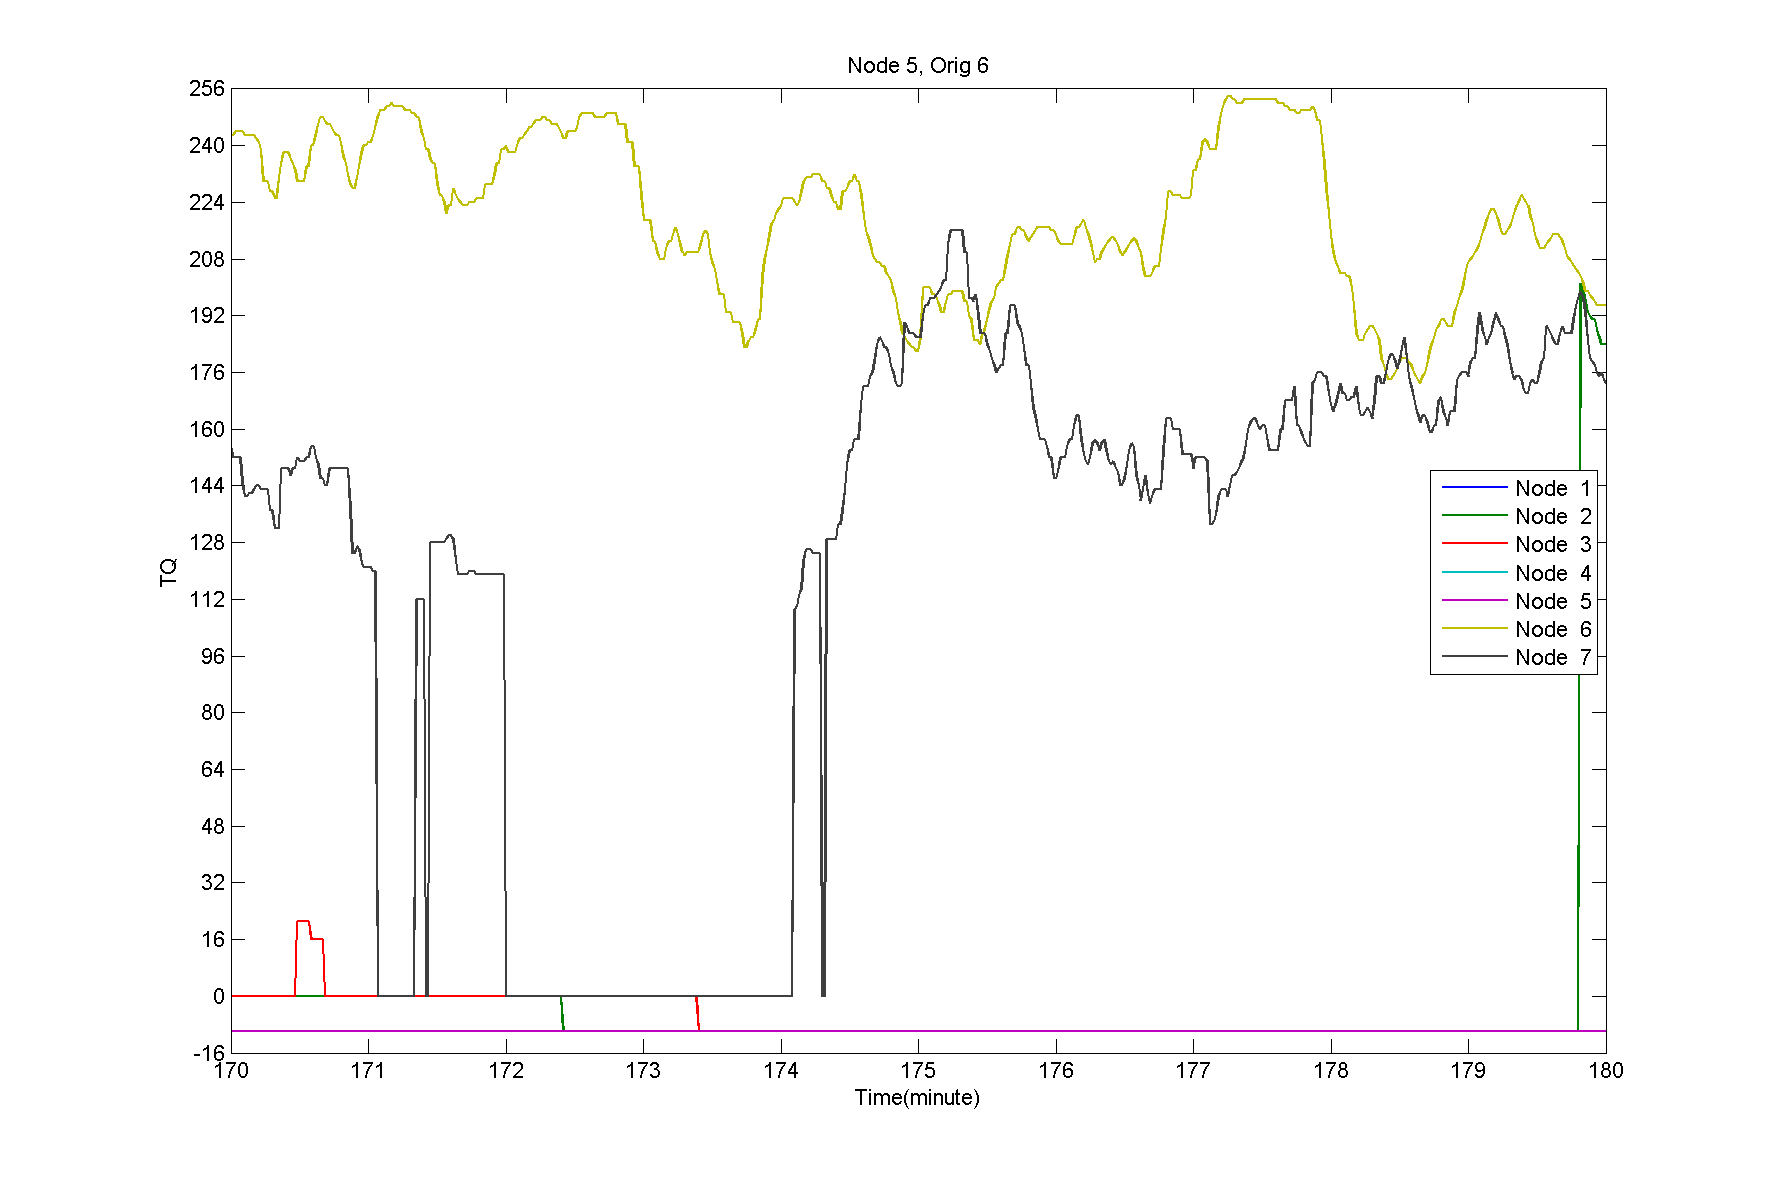 Node 5, Orig 6
256
240
224
208
192
176
160
144
128
112
96
80
64
48
32
16
0
-16
TQ
170 171 172 173 174 175 176 177 178 179 180
Time(minute)
Node 1
Node 2
Node 3
Node 4
Node 5
Node 6
Node 7